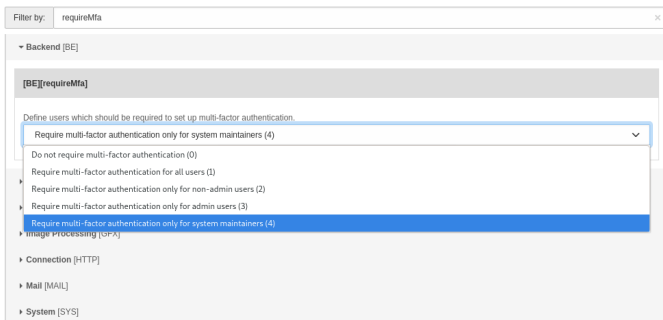 Filter by: requireMfa ×
Backend [BE]
[BE][requireMfa]
Define users which should be required to set up multi-factor authentication.
Require multi-factor authentication only for system maintainers (4)
Do not require multi-factor authentication (0)
Require multi-factor authentication for all users (1)
Require multi-factor authentication only for non-admin users (2)
Require multi-factor authentication only for admin users (3)
Require multi-factor authentication only for system maintainers (4)
Image Processing [GFX]
Connection [HTTP]
Mail [MAIL]
System [SYS]